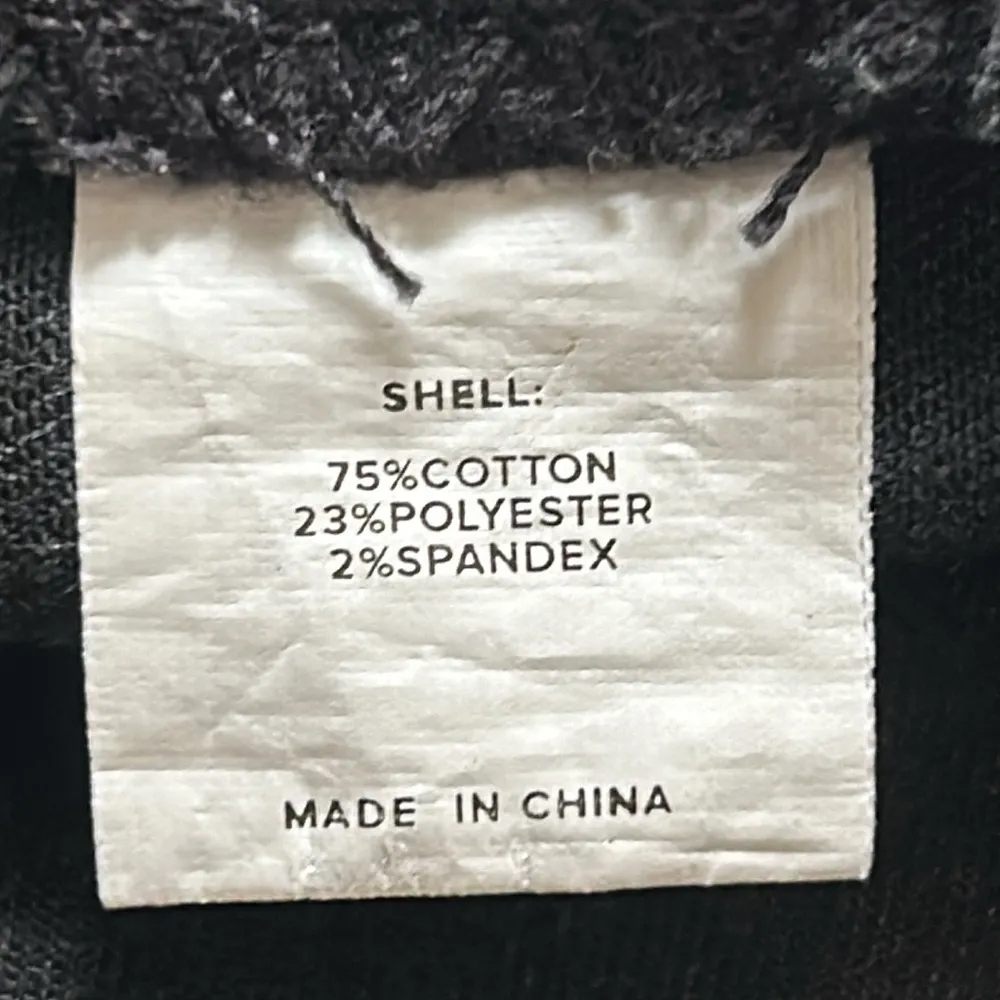 SHELL:
75%COTTON
23%POLYESTER
2%SPANDEX
MADE IN CHINA